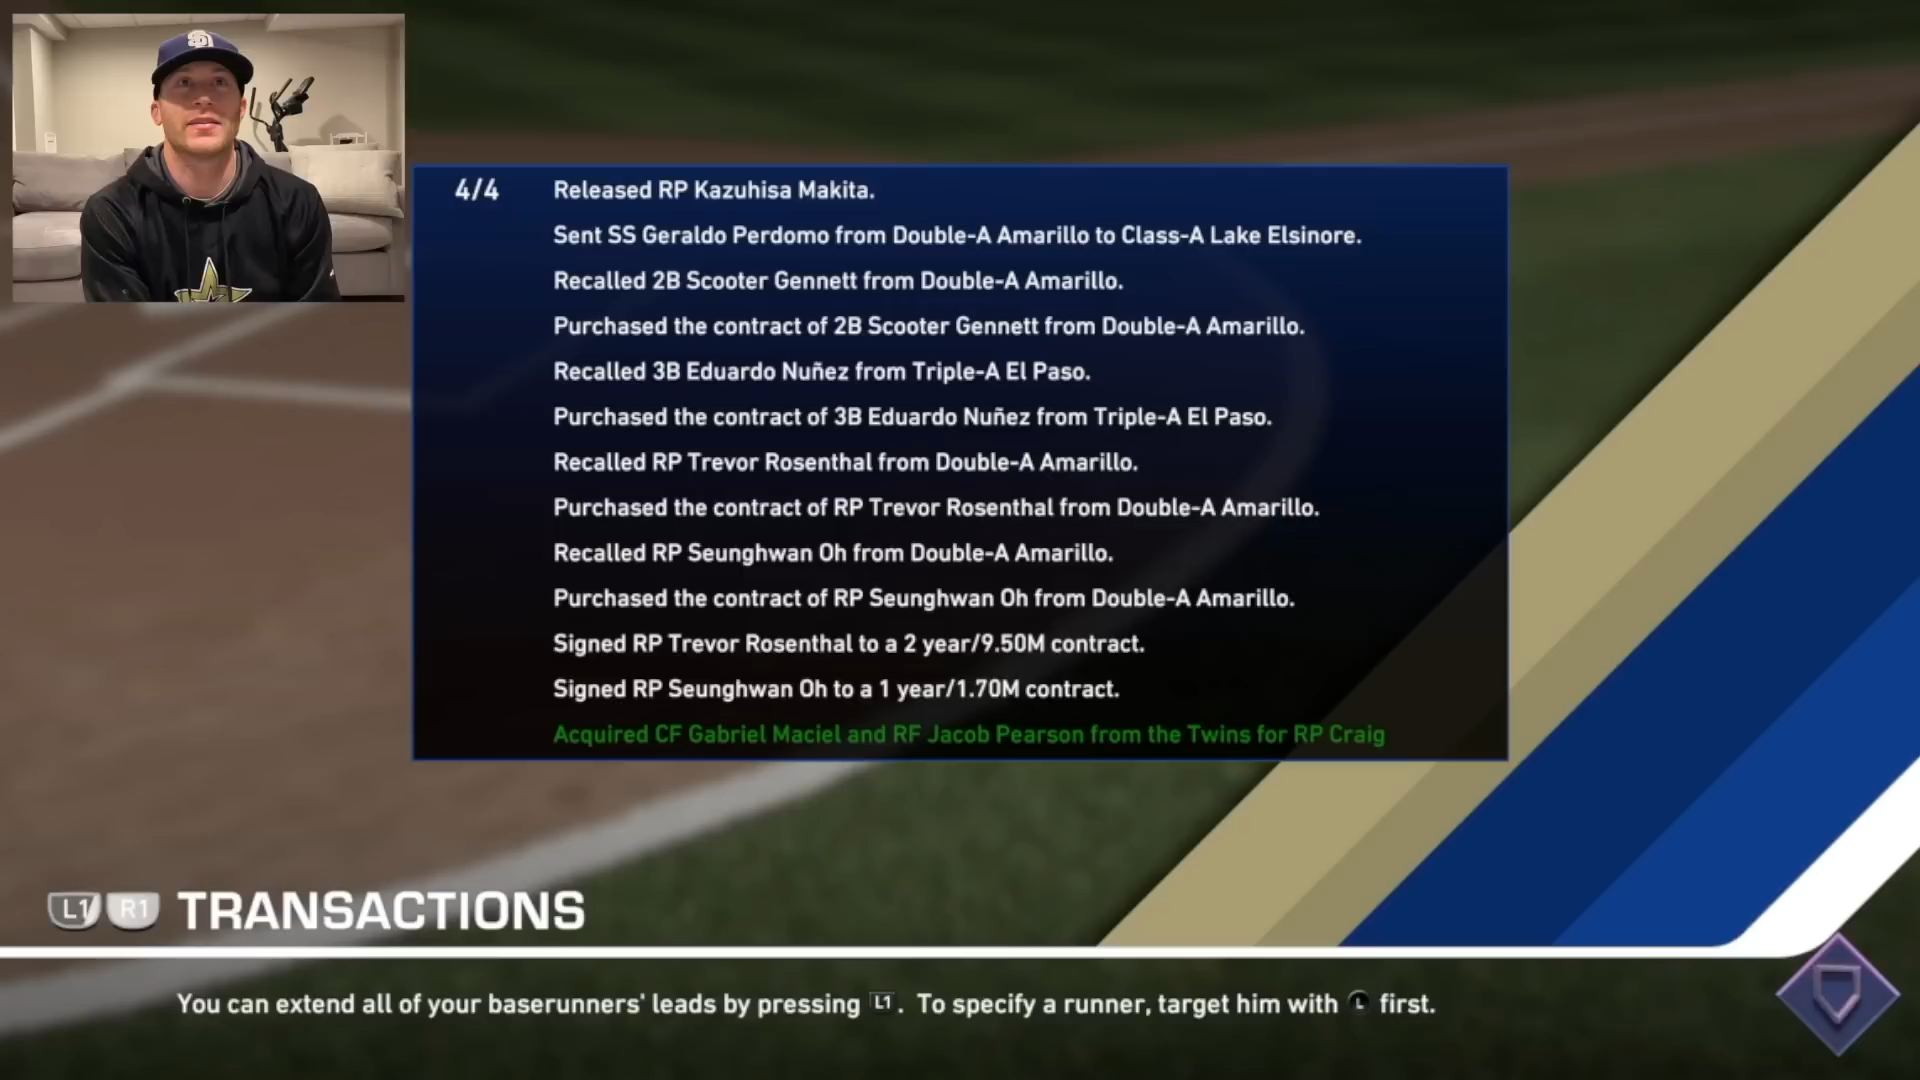 SD
4/4 Released RP Kazuhisa Makita.
Sent SS Geraldo Perdomo from Double-A Amarillo to Class-A Lake Elsinore.
Recalled 2B Scooter Gennett from Double-A Amarillo.
Purchased the contract of 2B Scooter Gennett from Double-A Amarillo.
Recalled 3B Eduardo Nuñez from Triple-A El Paso.
Purchased the contract of 3B Eduardo Nuñez from Triple-A El Paso.
Recalled RP Trevor Rosenthal from Double-A Amarillo.
Purchased the contract of RP Trevor Rosenthal from Double-A Amarillo.
Recalled RP Seunghwan Oh from Double-A Amarillo.
Purchased the contract of RP Seunghwan Oh from Double-A Amarillo.
Signed RP Trevor Rosenthal to a 2 year/9.50M contract.
Signed RP Seunghwan Oh to a 1 year/1.70M contract.
Acquired CF Gabriel Maciel and RF Jacob Pearson from the Twins for RP Craig
L1 R1 TRANSACTIONS
You can extend all of your baserunners' leads by pressing L1. To specify a runner, target him with L first.